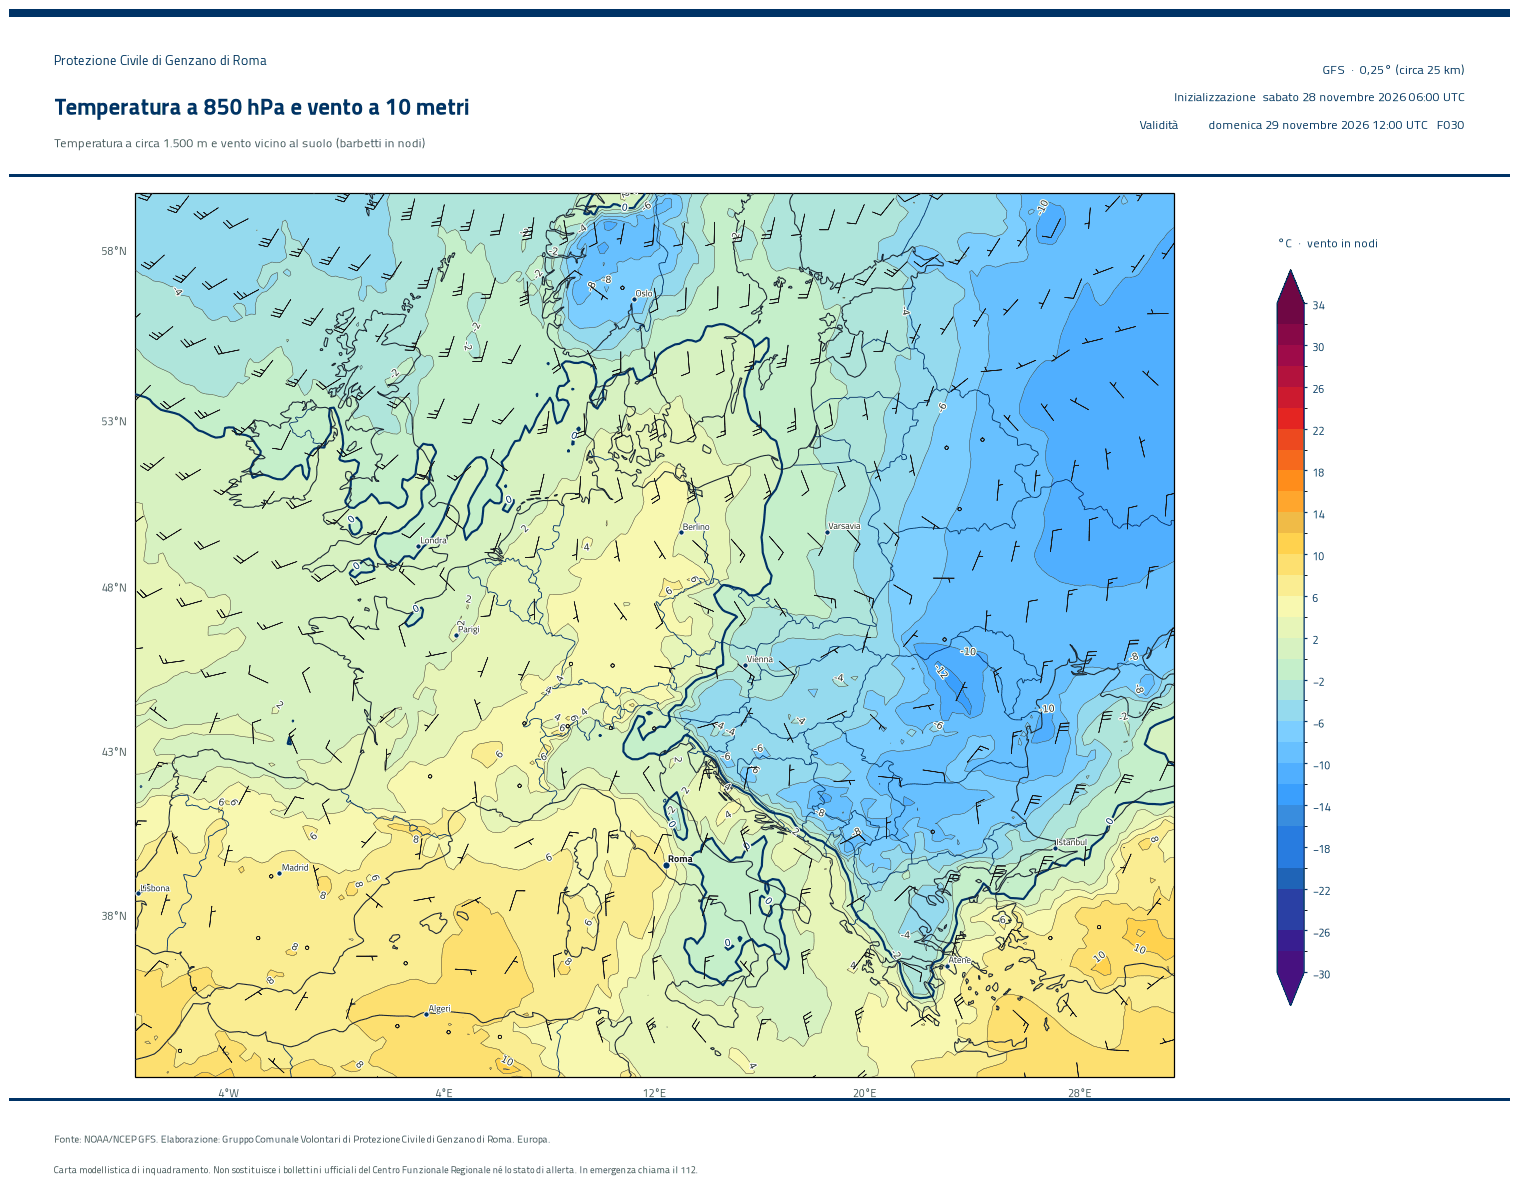 Protezione Civile di Genzano di Roma
Temperatura a 850 hPa e vento a 10 metri
Temperatura a circa 1.500 m e vento vicino al suolo (barbetti in nodi)
GFS · 0,25° (circa 25 km)
Inizializzazione sabato 28 novembre 2026 06:00 UTC
Validità domenica 29 novembre 2026 12:00 UTC F030
°C · vento in nodi
34
30
26
22
18
14
10
6
2
−2
−6
−10
−14
−18
−22
−26
−30
58°N
53°N
48°N
43°N
38°N
4°W
4°E
12°E
20°E
28°E
Oslo
Berlino
Varsavia
Londra
Parigi
Vienna
Roma
Madrid
Lisbona
Istanbul
Atene
Algeri
Fonte: NOAA/NCEP GFS. Elaborazione: Gruppo Comunale Volontari di Protezione Civile di Genzano di Roma. Europa.
Carta modellistica di inquadramento. Non sostituisce i bollettini ufficiali del Centro Funzionale Regionale né lo stato di allerta. In emergenza chiama il 112.